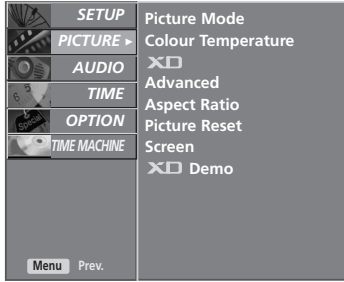 SETUP
PICTURE ►
AUDIO
TIME
OPTION
TIME MACHINE
Menu Prev.
Picture Mode
Colour Temperature
XD
Advanced
Aspect Ratio
Picture Reset
Screen
XD Demo
Special